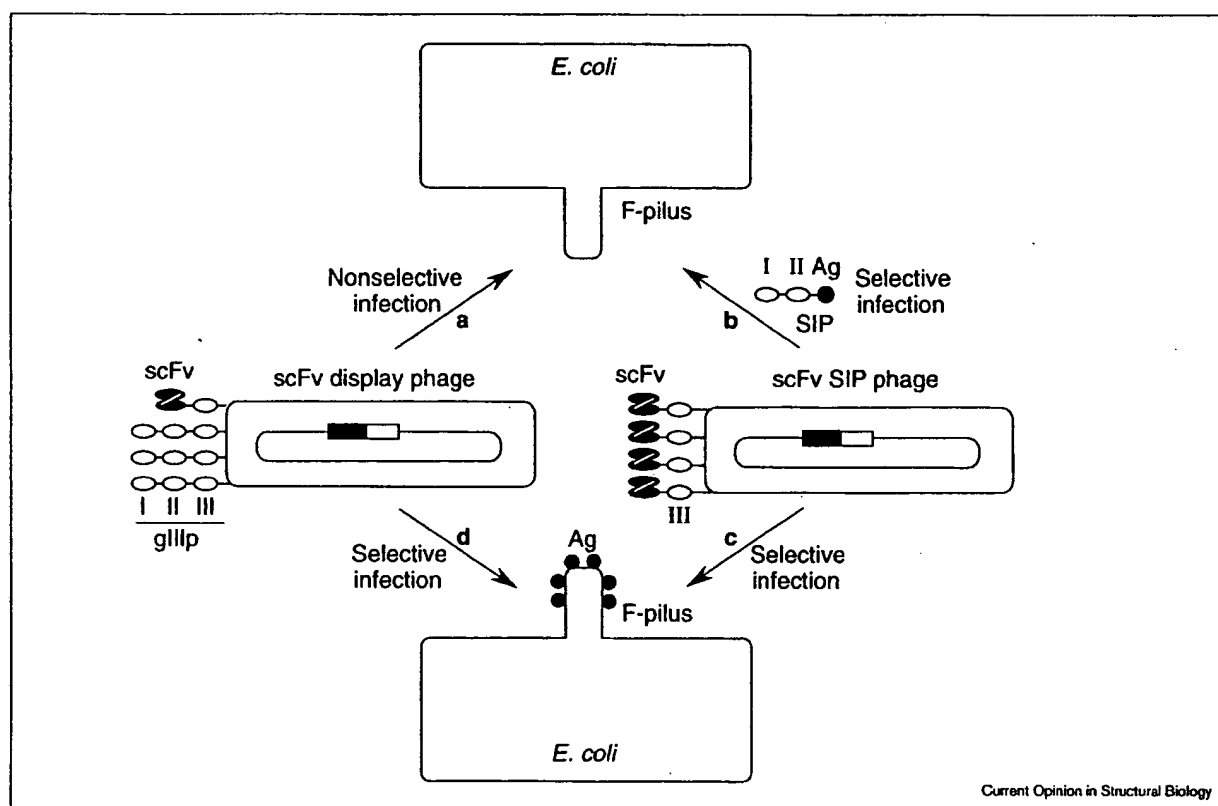 E. coli
F-pilus
Nonselective
infection
a
I II Ag
SIP
Selective
infection
b
scFv
scFv display phage
scFv
scFv SIP phage
I II III
gIIIp
III
d
Selective
infection
Ag
c
Selective
infection
F-pilus
E. coli
Current Opinion in Structural Biology